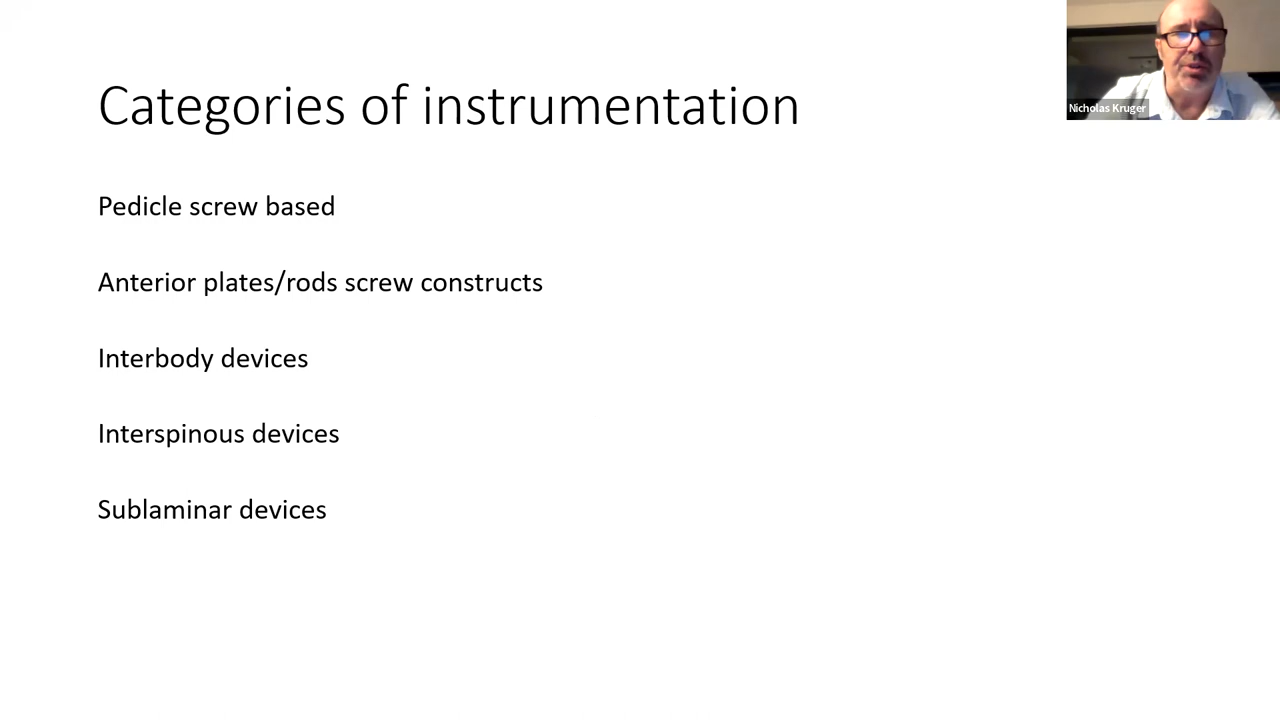 Categories of instrumentation
Nicholas Kruger
Pedicle screw based
Anterior plates/rods screw constructs
Interbody devices
Interspinous devices
Sublaminar devices